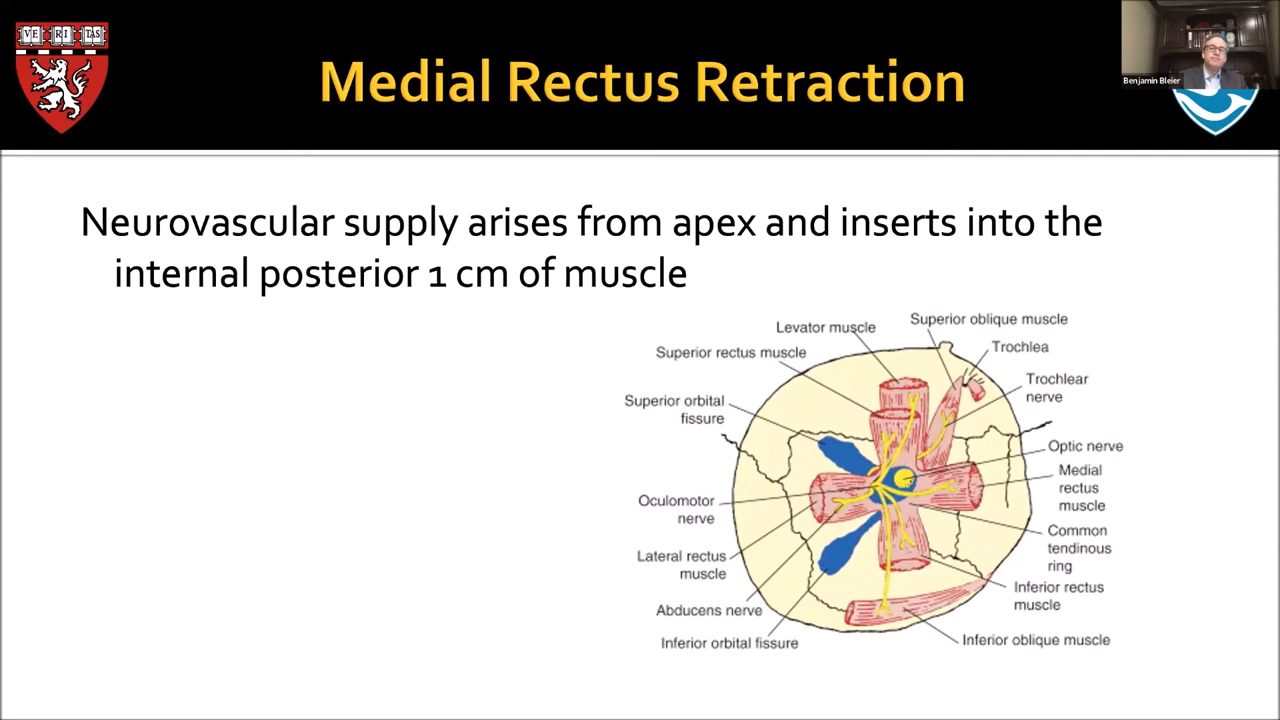 VE RI TAS
Medial Rectus Retraction
Benjamin Bleier
Neurovascular supply arises from apex and inserts into the
internal posterior 1 cm of muscle
Levator muscle
Superior oblique muscle
Superior rectus muscle
Trochlea
Trochlear
nerve
Superior orbital
fissure
Optic nerve
Medial
rectus
muscle
Oculomotor
nerve
Common
tendinous
ring
Lateral rectus
muscle
Inferior rectus
muscle
Abducens nerve
Inferior orbital fissure
Inferior oblique muscle